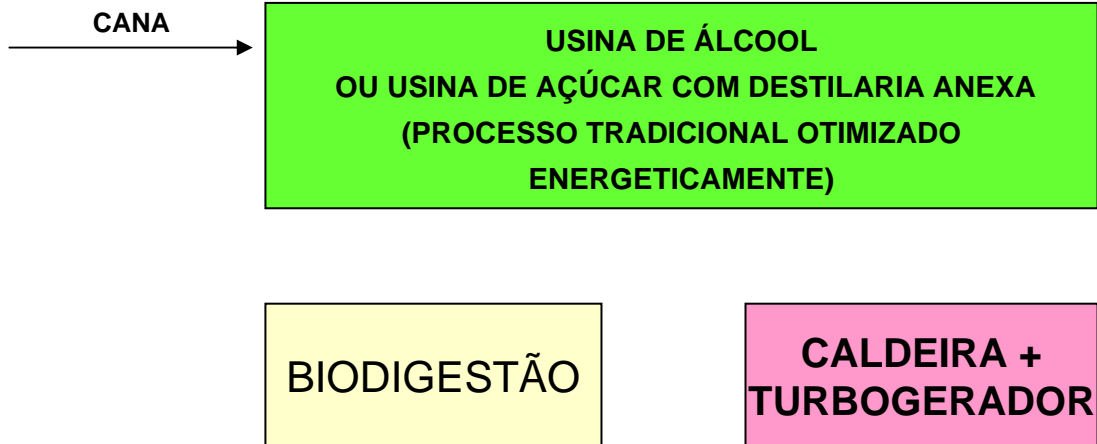 CANA
USINA DE ÁLCOOL
OU USINA DE AÇÚCAR COM DESTILARIA ANEXA
(PROCESSO TRADICIONAL OTIMIZADO
ENERGETICAMENTE)
BIODIGESTÃO
CALDEIRA +
TURBOGERADOR